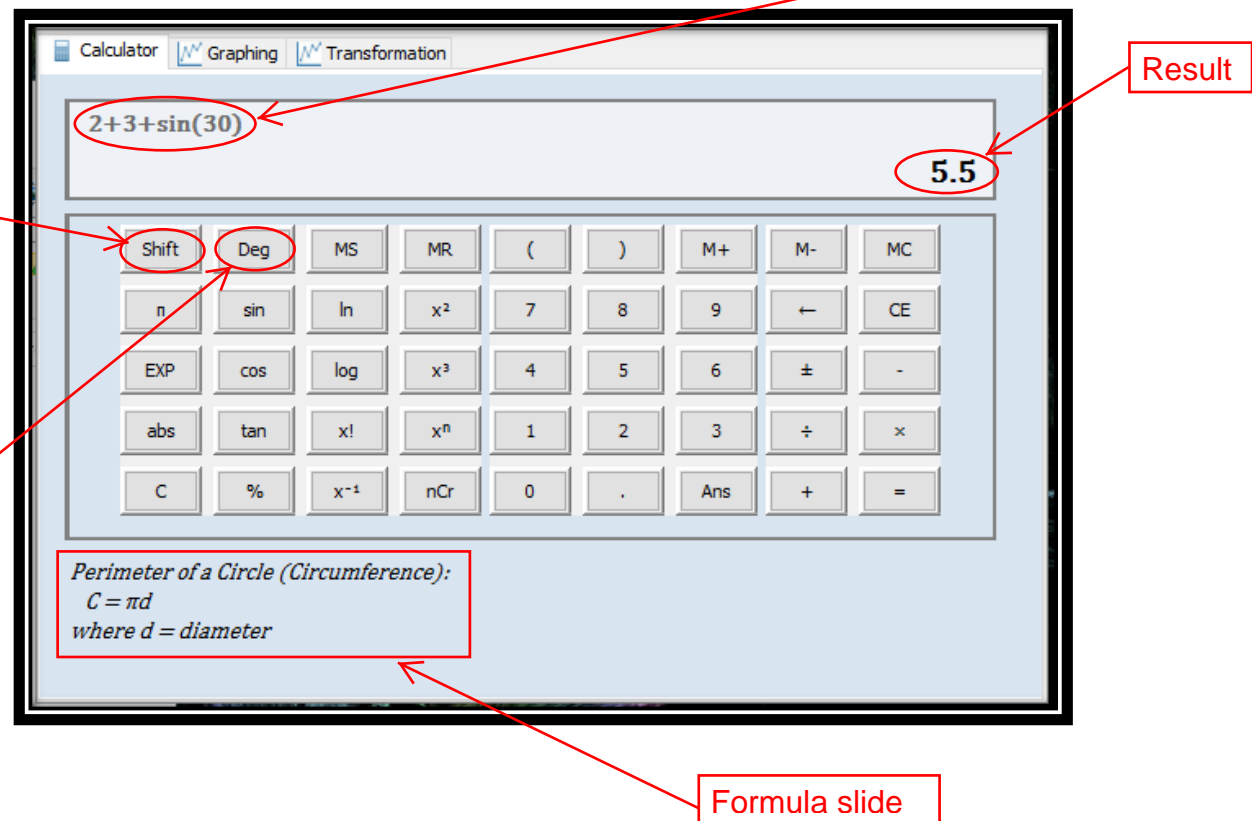 Calculator Graphing Transformation
Result
2+3+sin(30)
5.5
Shift Deg MS MR ( ) M+ M- MC
π sin ln x² 7 8 9 ← CE
EXP cos log x³ 4 5 6 ± -
abs tan x! xⁿ 1 2 3 ÷ ×
C % x⁻¹ nCr 0 . Ans + =
Perimeter of a Circle (Circumference):
C = πd
where d = diameter
Formula slide